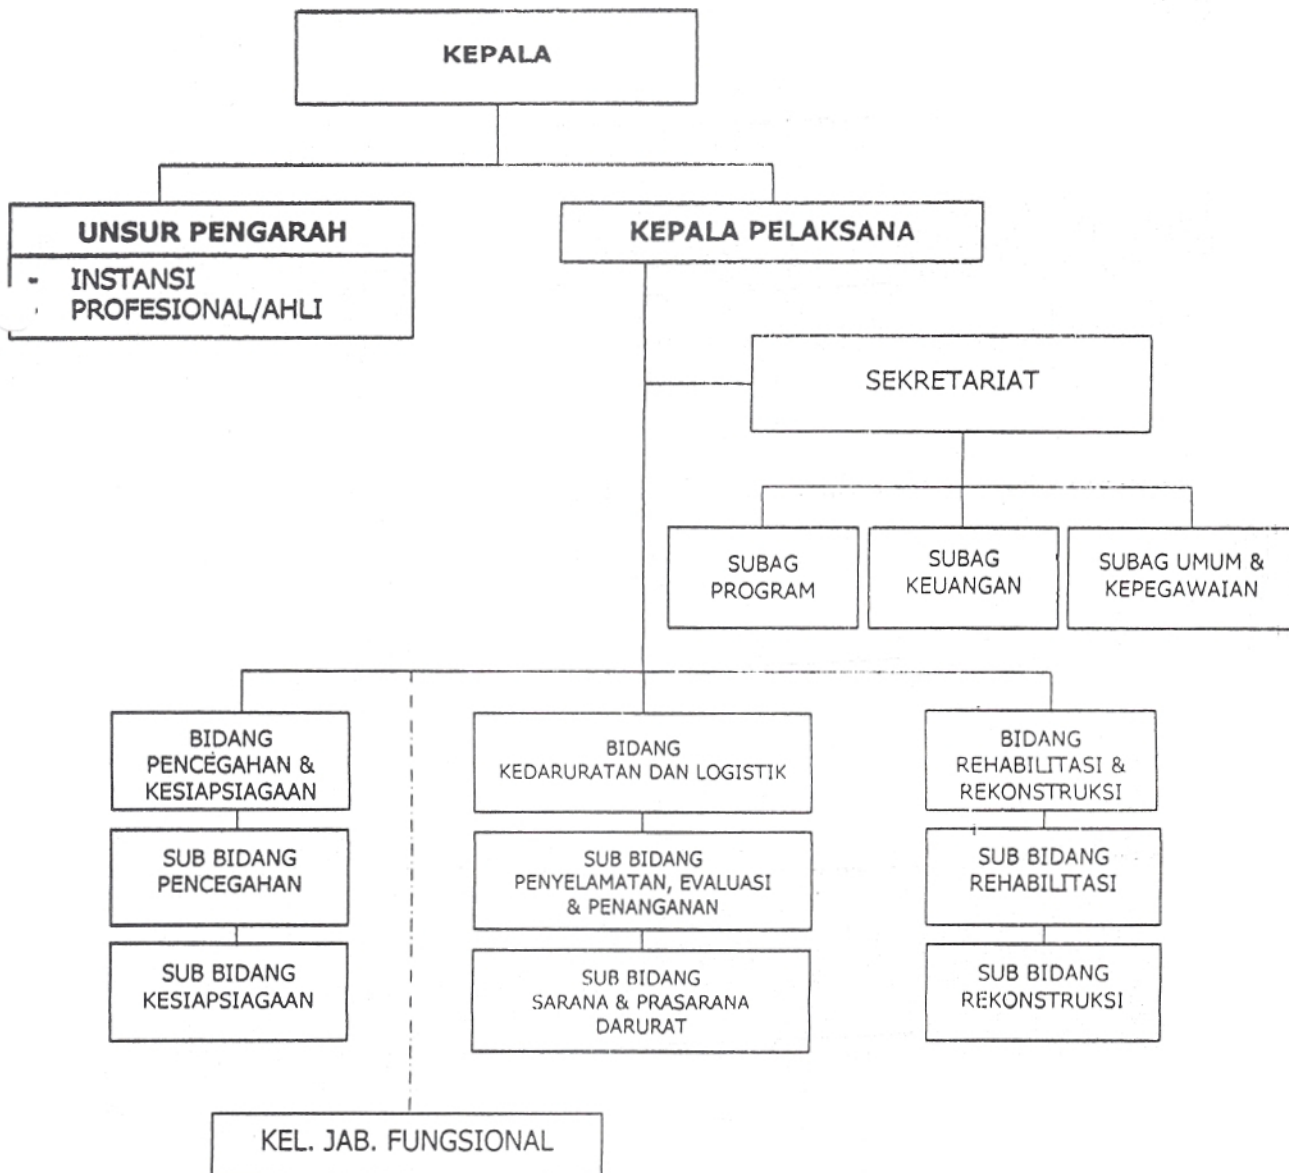 KEPALA
UNSUR PENGARAH
- INSTANSI
PROFESIONAL/AHLI
KEPALA PELAKSANA
SEKRETARIAT
SUBAG
PROGRAM
SUBAG
KEUANGAN
SUBAG UMUM &
KEPEGAWAIAN
BIDANG
PENCEGAHAN &
KESIAPSIAGAAN
BIDANG
KEDARURATAN DAN LOGISTIK
BIDANG
REHABILITASI &
REKONSTRUKSI
SUB BIDANG
PENCEGAHAN
SUB BIDANG
PENYELAMATAN, EVALUASI
& PENANGANAN
SUB BIDANG
REHABILITASI
SUB BIDANG
KESIAPSIAGAAN
SUB BIDANG
SARANA & PRASARANA
DARURAT
SUB BIDANG
REKONSTRUKSI
KEL. JAB. FUNGSIONAL